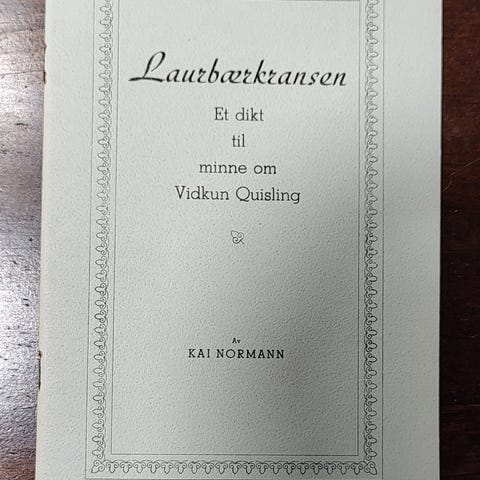 Laurbærkransen
Et dikt
til
minne om
Vidkun Quisling
Av
KAI NORMANN